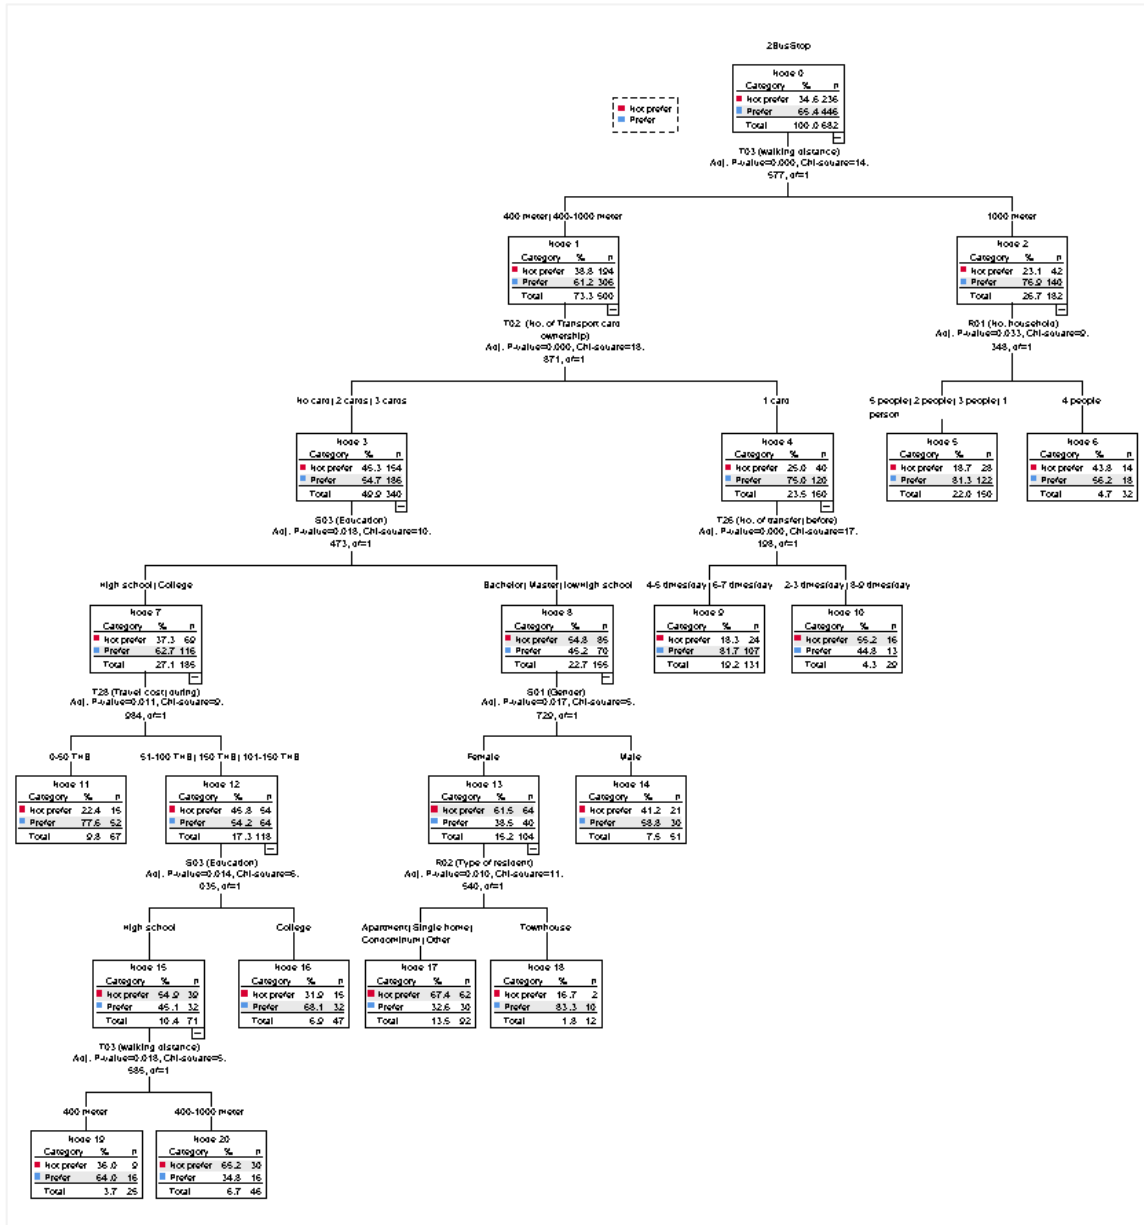 2BusStop
Node 0
Category % n
Not prefer 34.6 236
Prefer 65.4 446
Total 100.0 682
Not prefer
Prefer
T03 (walking distance)
Adj. P-value=0.000, Chi-square=14.
577, df=1
400 meter; 400-1000 meter
1000 meter
Node 1
Category % n
Not prefer 38.8 194
Prefer 61.2 306
Total 73.3 500
Node 2
Category % n
Not prefer 23.1 42
Prefer 76.9 140
Total 26.7 182
T02 (No. of Transport card
ownership)
Adj. P-value=0.000, Chi-square=18.
871, df=1
R01 (No. household)
Adj. P-value=0.033, Chi-square=9.
348, df=1
No card; 2 cards; 3 cards
1 card
5 people; 2 people; 3 people; 1
person
4 people
Node 3
Category % n
Not prefer 45.3 154
Prefer 54.7 186
Total 49.9 340
Node 4
Category % n
Not prefer 25.0 40
Prefer 75.0 120
Total 23.5 160
Node 5
Category % n
Not prefer 18.7 28
Prefer 81.3 122
Total 22.0 150
Node 6
Category % n
Not prefer 43.8 14
Prefer 56.2 18
Total 4.7 32
S03 (Education)
Adj. P-value=0.018, Chi-square=10.
473, df=1
T26 (No. of transfer; before)
Adj. P-value=0.000, Chi-square=17.
198, df=1
High school; College
Bachelor; Master; lowHigh school
4-5 times/day; 6-7 times/day
2-3 times/day; 8-9 times/day
Node 7
Category % n
Not prefer 37.3 69
Prefer 62.7 116
Total 27.1 185
Node 8
Category % n
Not prefer 54.8 85
Prefer 45.2 70
Total 22.7 155
Node 9
Category % n
Not prefer 18.3 24
Prefer 81.7 107
Total 19.2 131
Node 10
Category % n
Not prefer 55.2 16
Prefer 44.8 13
Total 4.3 29
T28 (Travel cost; during)
Adj. P-value=0.011, Chi-square=9.
984, df=1
S01 (Gender)
Adj. P-value=0.017, Chi-square=5.
729, df=1
0-50 THB
51-100 THB; 150 THB; 101-150 THB
Female
Male
Node 11
Category % n
Not prefer 22.4 15
Prefer 77.6 52
Total 9.8 67
Node 12
Category % n
Not prefer 45.8 54
Prefer 54.2 64
Total 17.3 118
Node 13
Category % n
Not prefer 61.5 64
Prefer 38.5 40
Total 15.2 104
Node 14
Category % n
Not prefer 41.2 21
Prefer 58.8 30
Total 7.5 51
S03 (Education)
Adj. P-value=0.014, Chi-square=6.
035, df=1
R02 (Type of resident)
Adj. P-value=0.010, Chi-square=11.
540, df=1
High school
College
Apartment; Single home;
Condominum; Other
Townhouse
Node 15
Category % n
Not prefer 54.9 39
Prefer 45.1 32
Total 10.4 71
Node 16
Category % n
Not prefer 31.9 15
Prefer 68.1 32
Total 6.9 47
Node 17
Category % n
Not prefer 67.4 62
Prefer 32.6 30
Total 13.5 92
Node 18
Category % n
Not prefer 16.7 2
Prefer 83.3 10
Total 1.8 12
T03 (walking distance)
Adj. P-value=0.018, Chi-square=5.
585, df=1
400 meter
400-1000 meter
Node 19
Category % n
Not prefer 36.0 9
Prefer 64.0 16
Total 3.7 25
Node 20
Category % n
Not prefer 65.2 30
Prefer 34.8 16
Total 6.7 46